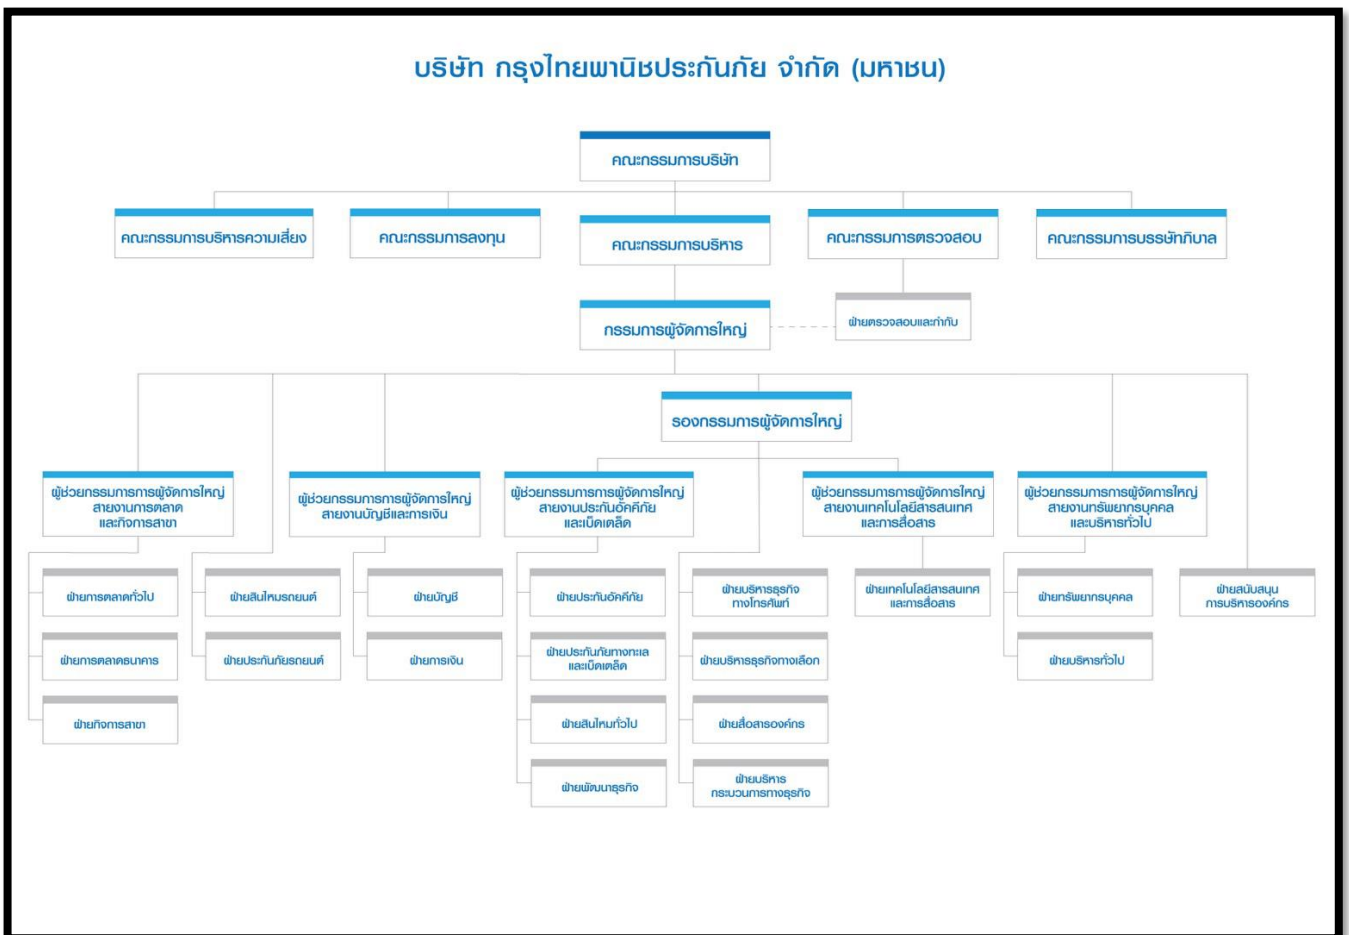 บริษัท กรุงไทยพานิชประกันภัย จำกัด (มหาชน)
คณะกรรมการบริษัท
คณะกรรมการบริหารความเสี่ยง
คณะกรรมการลงทุน
คณะกรรมการบริหาร
คณะกรรมการตรวจสอบ
คณะกรรมการบรรษัทภิบาล
กรรมการผู้จัดการใหญ่
ฝ่ายตรวจสอบและกำกับ
รองกรรมการผู้จัดการใหญ่
ผู้ช่วยกรรมการการผู้จัดการใหญ่
สายงานการตลาด
และกิจการสาขา
ผู้ช่วยกรรมการการผู้จัดการใหญ่
สายงานบัญชีและการเงิน
ผู้ช่วยกรรมการการผู้จัดการใหญ่
สายงานประกันอัคคีภัย
และเบ็ดเตล็ด
ผู้ช่วยกรรมการการผู้จัดการใหญ่
สายงานเทคโนโลยีสารสนเทศ
และการสื่อสาร
ผู้ช่วยกรรมการการผู้จัดการใหญ่
สายงานทรัพยากรบุคคล
และบริหารทั่วไป
ฝ่ายการตลาดทั่วไป
ฝ่ายสินไหมรถยนต์
ฝ่ายบัญชี
ฝ่ายประกันอัคคีภัย
ฝ่ายบริหารธุรกิจ
ทางโทรศัพท์
ฝ่ายเทคโนโลยีสารสนเทศ
และการสื่อสาร
ฝ่ายทรัพยากรบุคคล
ฝ่ายสนับสนุน
การบริหารองค์กร
ฝ่ายการตลาดธนาคาร
ฝ่ายประกันภัยรถยนต์
ฝ่ายการเงิน
ฝ่ายประกันภัยทางทะเล
และเบ็ดเตล็ด
ฝ่ายบริหารธุรกิจทางเลือก
ฝ่ายบริหารทั่วไป
ฝ่ายกิจการสาขา
ฝ่ายสินไหมทั่วไป
ฝ่ายสื่อสารองค์กร
ฝ่ายพัฒนาธุรกิจ
ฝ่ายบริหาร
กระบวนการทางธุรกิจ